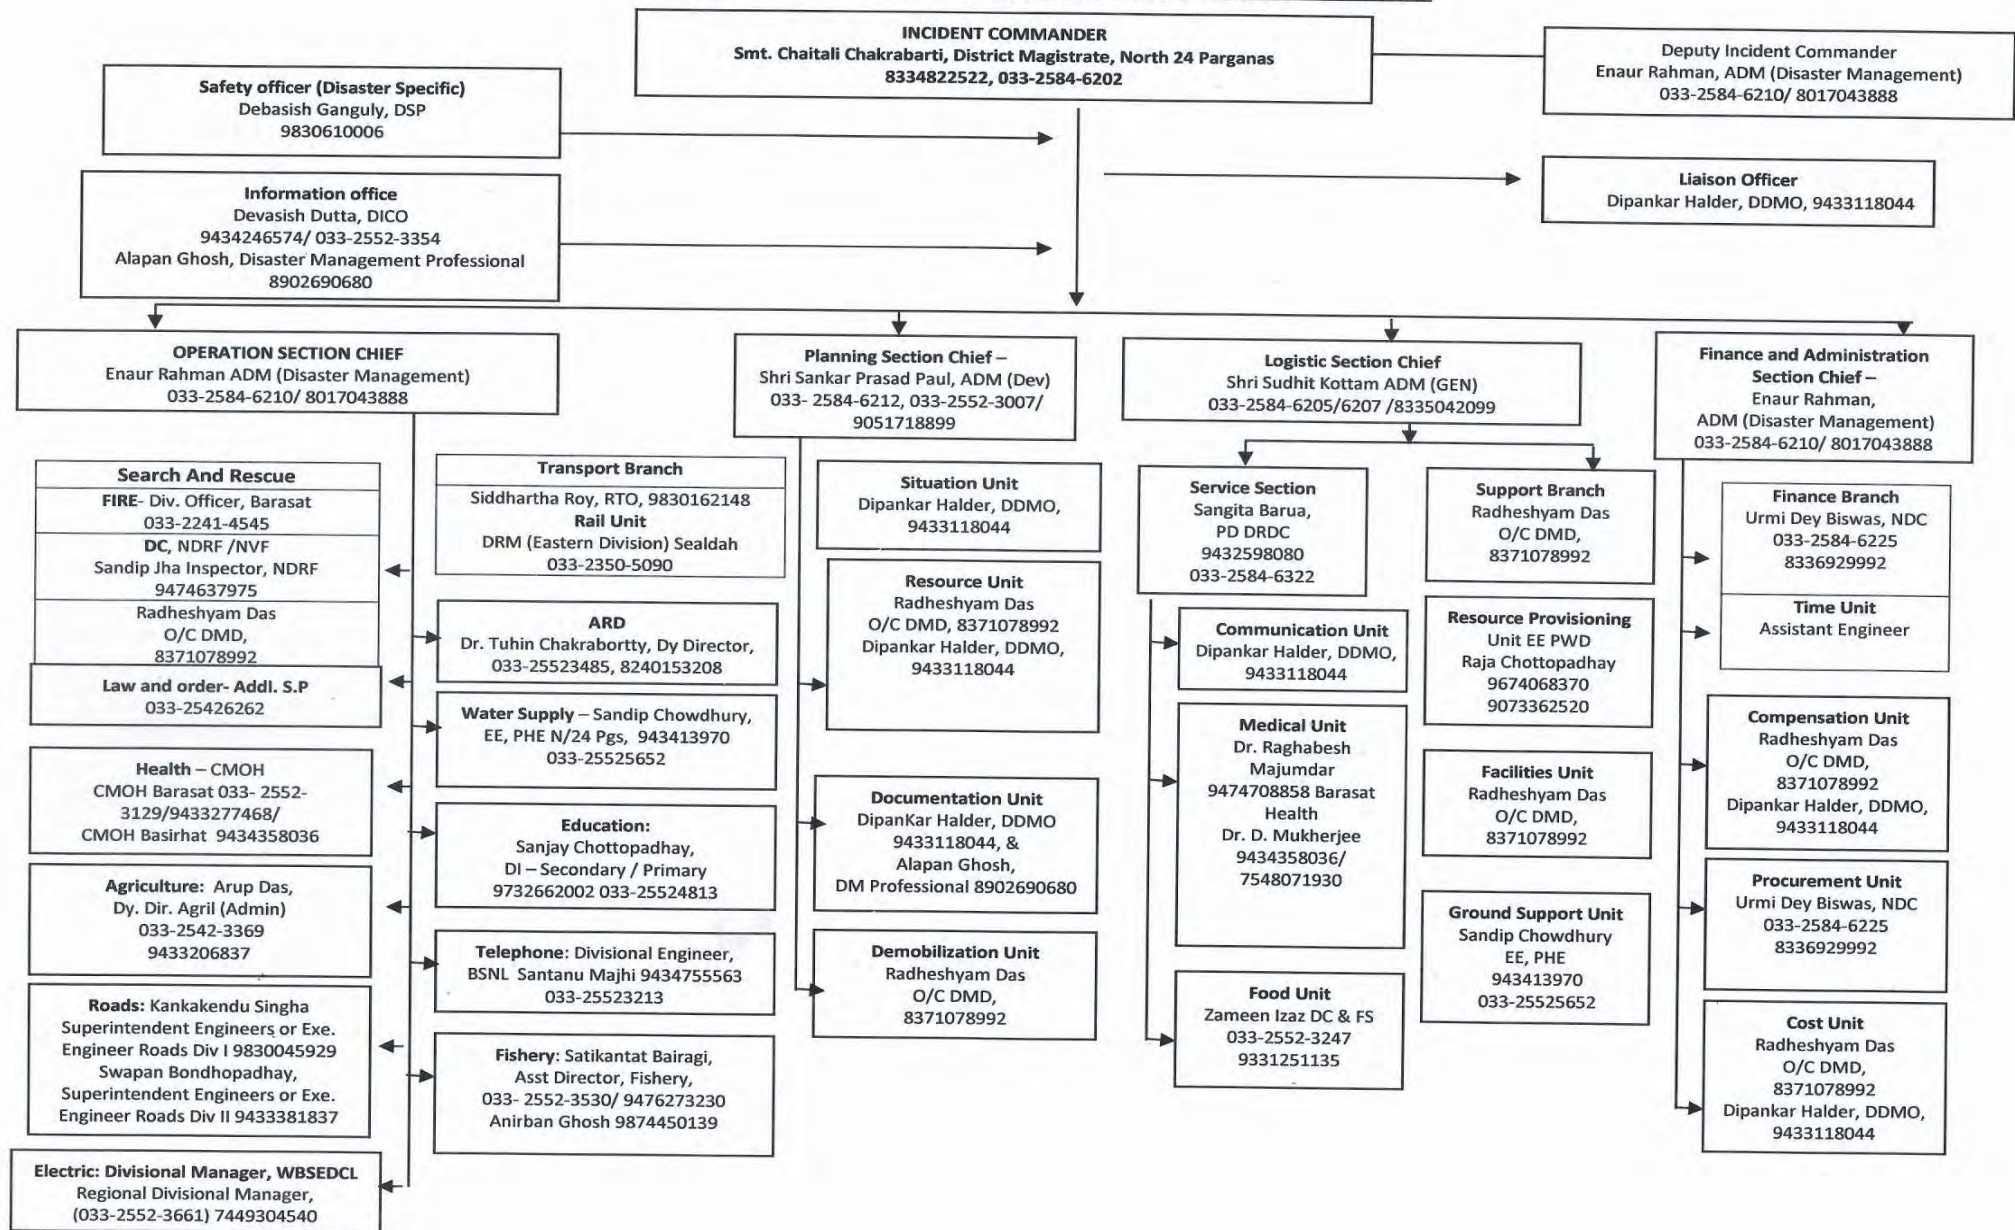 INCIDENT COMMANDER
Smt. Chaitali Chakrabarti, District Magistrate, North 24 Parganas
8334822522, 033-2584-6202
Deputy Incident Commander
Enaur Rahman, ADM (Disaster Management)
033-2584-6210/ 8017043888
Safety officer (Disaster Specific)
Debasish Ganguly, DSP
9830610006
Liaison Officer
Dipankar Halder, DDMO, 9433118044
Information office
Devasish Dutta, DICO
9434246574/ 033-2552-3354
Alapan Ghosh, Disaster Management Professional
8902690680
OPERATION SECTION CHIEF
Enaur Rahman ADM (Disaster Management)
033-2584-6210/ 8017043888
Planning Section Chief –
Shri Sankar Prasad Paul, ADM (Dev)
033- 2584-6212, 033-2552-3007/
9051718899
Logistic Section Chief
Shri Sudhit Kottam ADM (GEN)
033-2584-6205/6207 /8335042099
Finance and Administration
Section Chief –
Enaur Rahman,
ADM (Disaster Management)
033-2584-6210/ 8017043888
Search And Rescue
FIRE- Div. Officer, Barasat
033-2241-4545
DC, NDRF /NVF
Sandip Jha Inspector, NDRF
9474637975
Radheshyam Das
O/C DMD,
8371078992
Law and order- Addl. S.P
033-25426262
Health – CMOH
CMOH Barasat 033- 2552-
3129/9433277468/
CMOH Basirhat 9434358036
Agriculture: Arup Das,
Dy. Dir. Agril (Admin)
033-2542-3369
9433206837
Roads: Kankakendu Singha
Superintendent Engineers or Exe.
Engineer Roads Div I 9830045929
Swapan Bondhopadhay,
Superintendent Engineers or Exe.
Engineer Roads Div II 9433381837
Electric: Divisional Manager, WBSEDCL
Regional Divisional Manager,
(033-2552-3661) 7449304540
Transport Branch
Siddhartha Roy, RTO, 9830162148
Rail Unit
DRM (Eastern Division) Sealdah
033-2350-5090
ARD
Dr. Tuhin Chakrabortty, Dy Director,
033-25523485, 8240153208
Water Supply – Sandip Chowdhury,
EE, PHE N/24 Pgs, 943413970
033-25525652
Education:
Sanjay Chottopadhay,
DI – Secondary / Primary
9732662002 033-25524813
Telephone: Divisional Engineer,
BSNL Santanu Majhi 9434755563
033-25523213
Fishery: Satikantat Bairagi,
Asst Director, Fishery,
033- 2552-3530/ 9476273230
Anirban Ghosh 9874450139
Situation Unit
Dipankar Halder, DDMO,
9433118044
Resource Unit
Radheshyam Das
O/C DMD, 8371078992
Dipankar Halder, DDMO,
9433118044
Documentation Unit
DipanKar Halder, DDMO
9433118044, &
Alapan Ghosh,
DM Professional 8902690680
Demobilization Unit
Radheshyam Das
O/C DMD,
8371078992
Service Section
Sangita Barua,
PD DRDC
9432598080
033-2584-6322
Communication Unit
Dipankar Halder, DDMO,
9433118044
Medical Unit
Dr. Raghabesh
Majumdar
9474708858 Barasat
Health
Dr. D. Mukherjee
9434358036/
7548071930
Food Unit
Zameen Izaz DC & FS
033-2552-3247
9331251135
Support Branch
Radheshyam Das
O/C DMD,
8371078992
Resource Provisioning
Unit EE PWD
Raja Chottopadhay
9674068370
9073362520
Facilities Unit
Radheshyam Das
O/C DMD,
8371078992
Ground Support Unit
Sandip Chowdhury
EE, PHE
943413970
033-25525652
Finance Branch
Urmi Dey Biswas, NDC
033-2584-6225
8336929992
Time Unit
Assistant Engineer
Compensation Unit
Radheshyam Das
O/C DMD,
8371078992
Dipankar Halder, DDMO,
9433118044
Procurement Unit
Urmi Dey Biswas, NDC
033-2584-6225
8336929992
Cost Unit
Radheshyam Das
O/C DMD,
8371078992
Dipankar Halder, DDMO,
9433118044